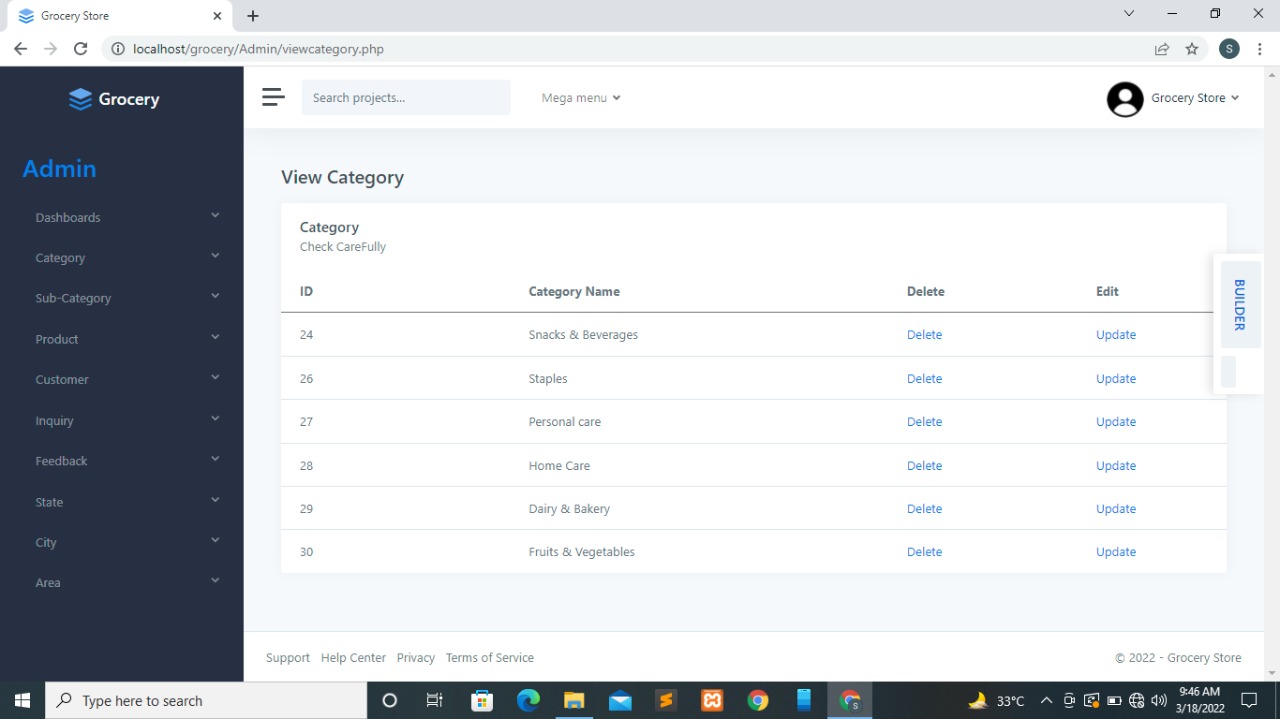 Grocery Store
localhost/grocery/Admin/viewcategory.php
S
Grocery
Search projects...
Mega menu
Grocery Store
Admin
Dashboards
Category
Sub-Category
Product
Customer
Inquiry
Feedback
State
City
Area
View Category
Category
Check CareFully
ID Category Name Delete Edit
24 Snacks & Beverages Delete Update
26 Staples Delete Update
27 Personal care Delete Update
28 Home Care Delete Update
29 Dairy & Bakery Delete Update
30 Fruits & Vegetables Delete Update
BUILDER
Support Help Center Privacy Terms of Service
© 2022 - Grocery Store
Type here to search
33°C
9:46 AM
3/18/2022